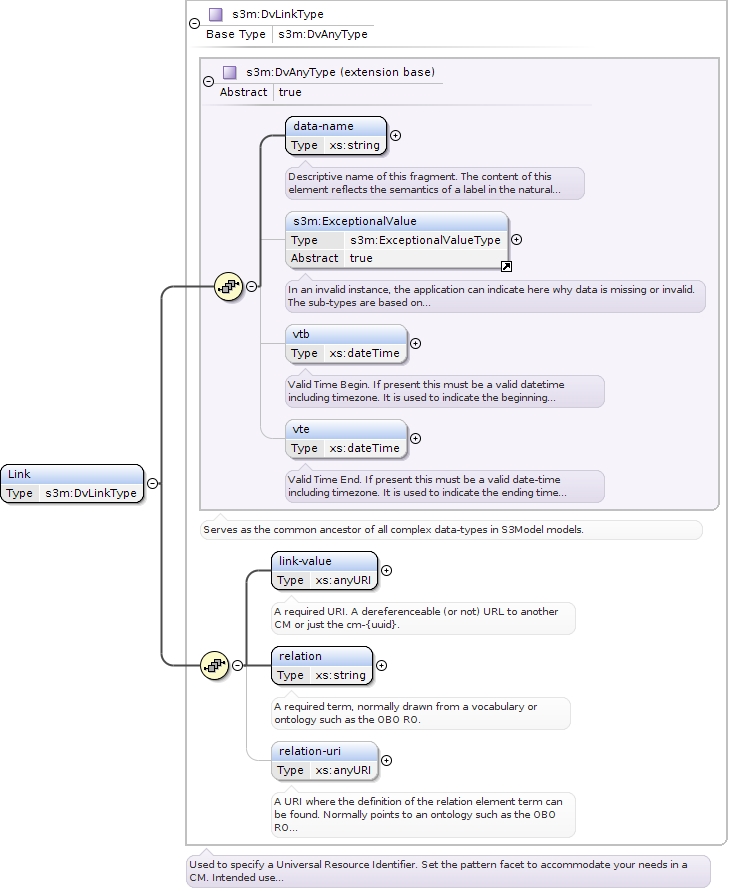 s3m:DvLinkType
Base Type s3m:DvAnyType
s3m:DvAnyType (extension base)
Abstract true
data-name
Type xs:string
Descriptive name of this fragment. The content of this
element reflects the semantics of a label in the natural...
s3m:ExceptionalValue
Type s3m:ExceptionalValueType
Abstract true
In an invalid instance, the application can indicate here why data is missing or invalid.
The sub-types are based on...
vtb
Type xs:dateTime
Valid Time Begin. If present this must be a valid datetime
including timezone. It is used to indicate the beginning...
vte
Type xs:dateTime
Valid Time End. If present this must be a valid date-time
including timezone. It is used to indicate the ending time...
Link
Type s3m:DvLinkType
Serves as the common ancestor of all complex data-types in S3Model models.
link-value
Type xs:anyURI
A required URI. A dereferenceable (or not) URL to another
CM or just the cm-{uuid}.
relation
Type xs:string
A required term, normally drawn from a vocabulary or
ontology such as the OBO RO.
relation-uri
Type xs:anyURI
A URI where the definition of the relation element term can
be found. Normally points to an ontology such as the OBO
RO...
Used to specify a Universal Resource Identifier. Set the pattern facet to accommodate your needs in a
CM. Intended use...